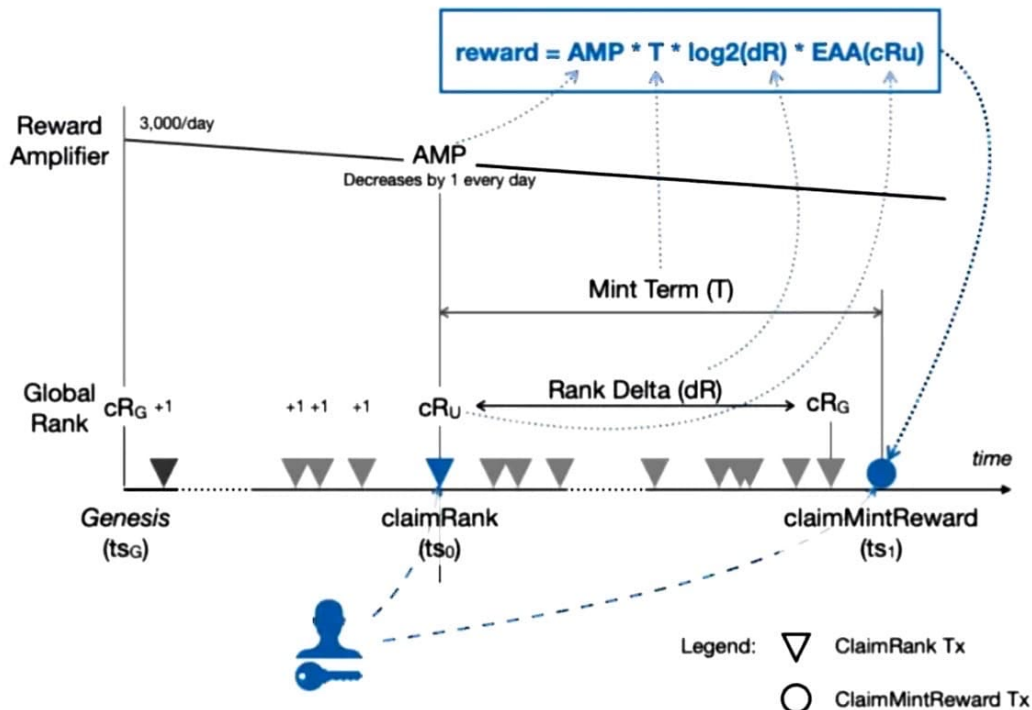 reward = AMP * T * log2(dR) * EAA(cRu)
Reward
Amplifier
3,000/day
AMP
Decreases by 1 every day
Mint Term (T)
Global
Rank
cRG +1
+1 +1
+1
cRU
Rank Delta (dR)
cRG
time
Genesis
(tsG)
claimRank
(ts0)
claimMintReward
(ts1)
Legend:
ClaimRank Tx
ClaimMintReward Tx